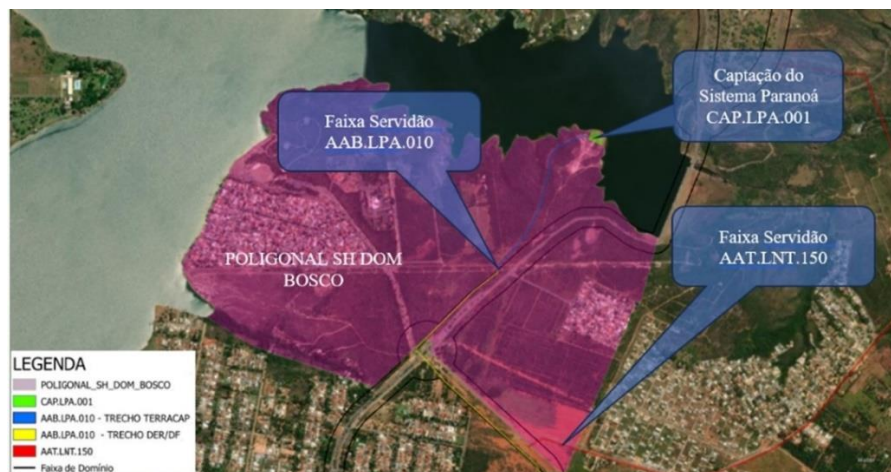 Captação do
Sistema Paranoá
CAP.LPA.001
Faixa Servidão
AAB.LPA.010
Faixa Servidão
AAT.LNT.150
POLIGONAL SH DOM
BOSCO
LEGENDA
POLIGONAL_SH_DOM_BOSCO
CAP.LPA.001
AAB.LPA.010 - TRECHO TERRACAP
AAB.LPA.010 - TRECHO DER/DF
AAT.LNT.150
Faixa de Domínio